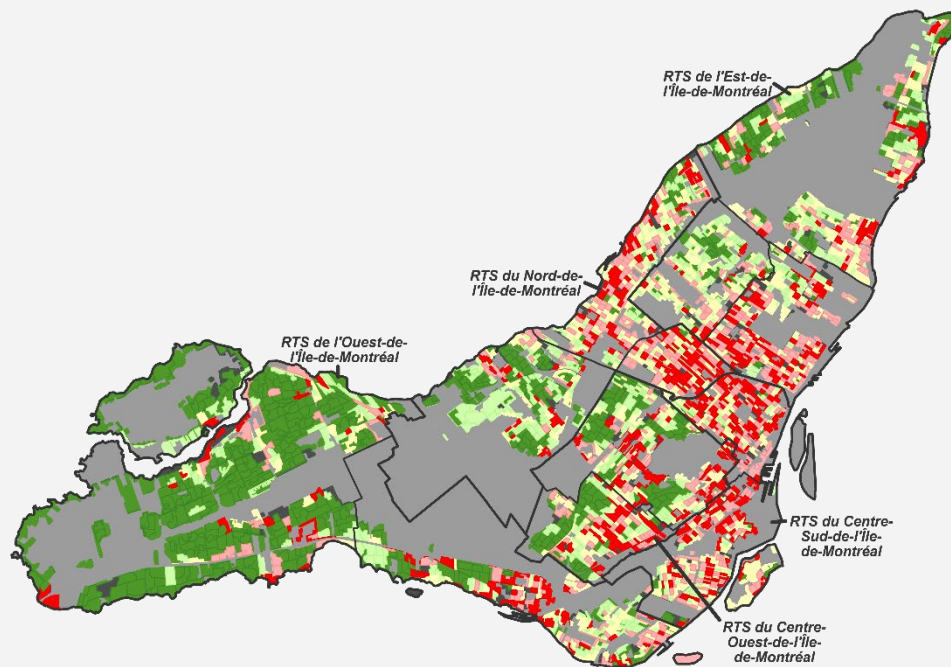 RTS de l'Est-de-
l'Île-de-Montréal
RTS du Nord-de-
l'Île-de-Montréal
RTS de l'Ouest-de-
l'Île-de-Montréal
RTS du Centre-
Sud-de-l'Île-
de-Montréal
RTS du Centre-
Ouest-de-l'Île-
de-Montréal